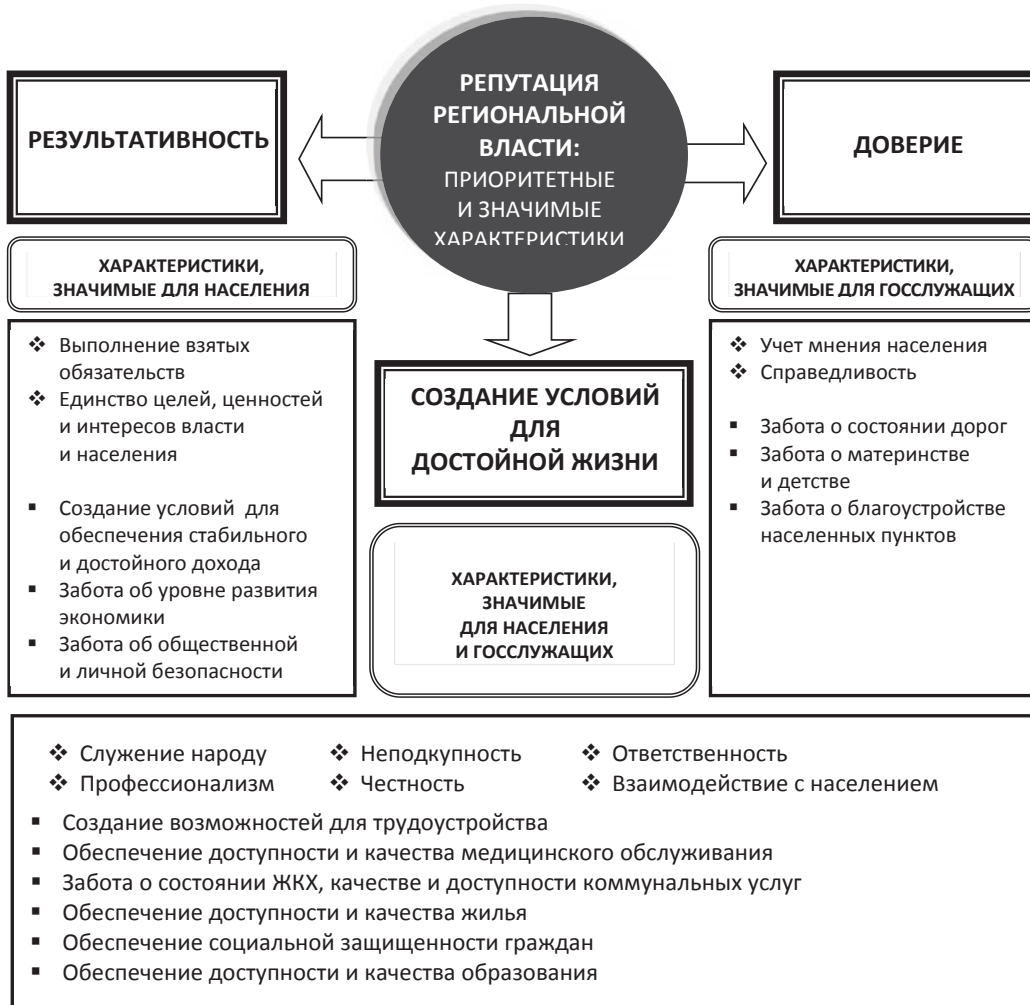 РЕПУТАЦИЯ
РЕГИОНАЛЬНОЙ
ВЛАСТИ:
ПРИОРИТЕТНЫЕ
И ЗНАЧИМЫЕ
ХАРАКТЕРИСТИКИ
РЕЗУЛЬТАТИВНОСТЬ
ДОВЕРИЕ
ХАРАКТЕРИСТИКИ,
ЗНАЧИМЫЕ ДЛЯ НАСЕЛЕНИЯ
❖ Выполнение взятых
обязательств
❖ Единство целей, ценностей
и интересов власти
и населения
▪ Создание условий для
обеспечения стабильного
и достойного дохода
▪ Забота об уровне развития
экономики
▪ Забота об общественной
и личной безопасности
СОЗДАНИЕ УСЛОВИЙ
ДЛЯ
ДОСТОЙНОЙ ЖИЗНИ
ХАРАКТЕРИСТИКИ,
ЗНАЧИМЫЕ
ДЛЯ НАСЕЛЕНИЯ
И ГОССЛУЖАЩИХ
ХАРАКТЕРИСТИКИ,
ЗНАЧИМЫЕ ДЛЯ ГОССЛУЖАЩИХ
❖ Учет мнения населения
❖ Справедливость
▪ Забота о состоянии дорог
▪ Забота о материнстве
и детстве
▪ Забота о благоустройстве
населенных пунктов
❖ Служение народу ❖ Неподкупность ❖ Ответственность
❖ Профессионализм ❖ Честность ❖ Взаимодействие с населением
▪ Создание возможностей для трудоустройства
▪ Обеспечение доступности и качества медицинского обслуживания
▪ Забота о состоянии ЖКХ, качестве и доступности коммунальных услуг
▪ Обеспечение доступности и качества жилья
▪ Обеспечение социальной защищенности граждан
▪ Обеспечение доступности и качества образования